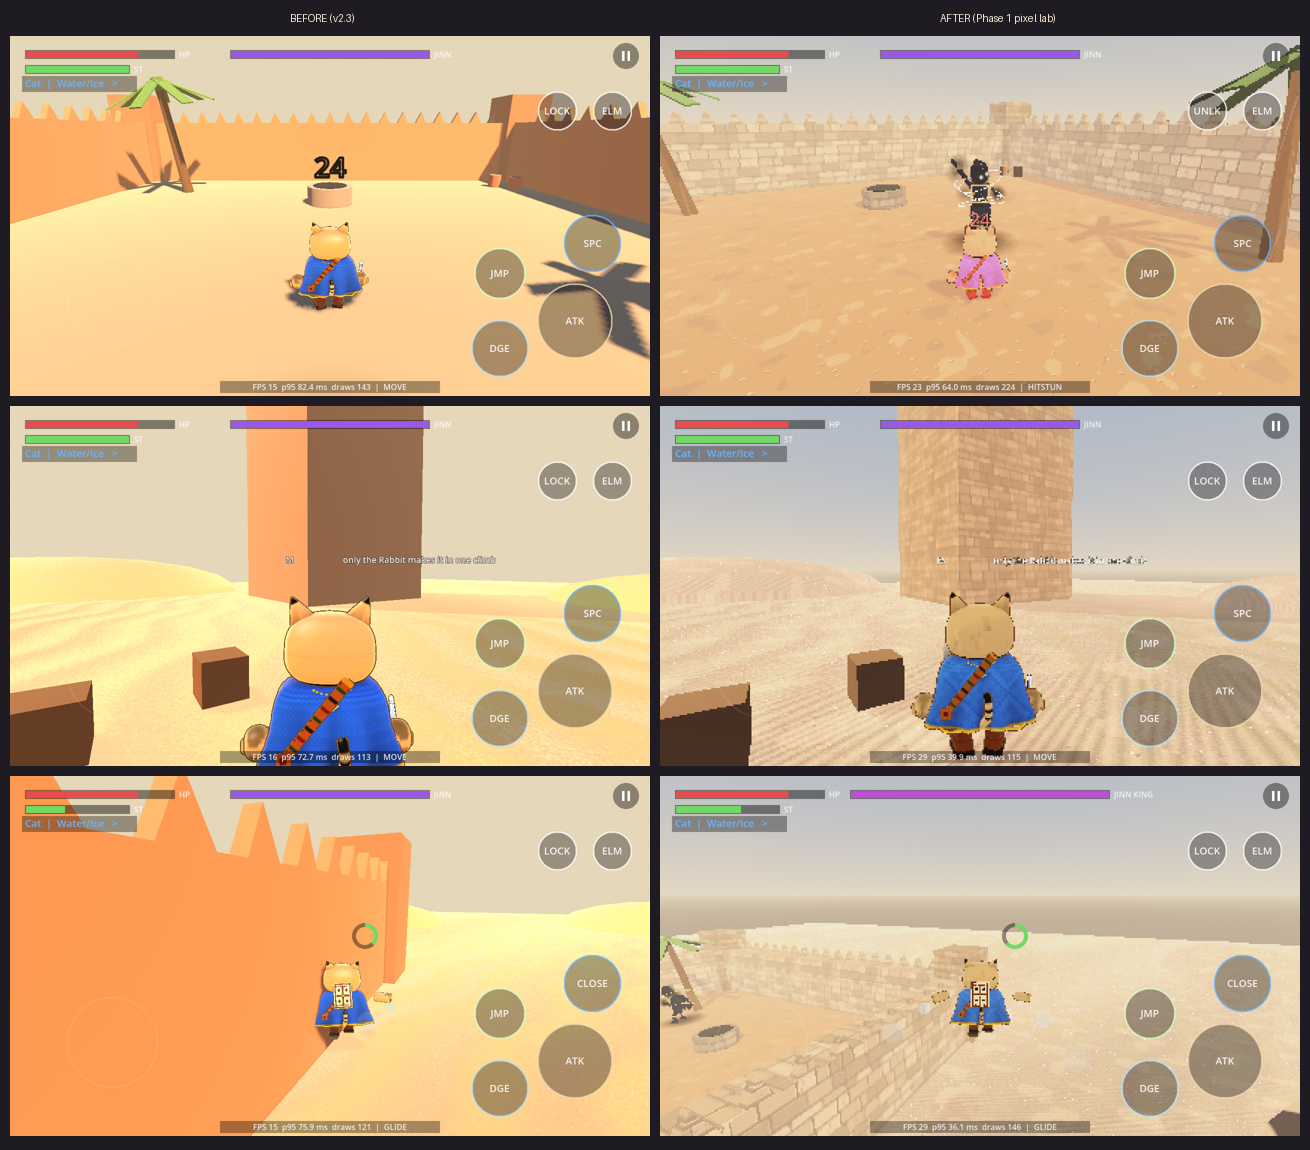 BEFORE (v2.3)
AFTER (Phase 1 pixel lab)
HP
JINN
ST
Cat | Water/Ice >
LOCK
ELM
24
SPC
JMP
ATK
DGE
FPS 15 p95 82.4 ms draws 143 | MOVE
HP
JINN
ST
Cat | Water/Ice >
UNLK
ELM
24
SPC
JMP
ATK
DGE
FPS 23 p95 64.0 ms draws 224 | HITSTUN
HP
JINN
ST
Cat | Water/Ice >
LOCK
ELM
M
only the Rabbit makes it in one climb
SPC
JMP
ATK
DGE
FPS 16 p95 72.7 ms draws 113 | MOVE
HP
JINN
ST
Cat | Water/Ice >
LOCK
ELM
SPC
JMP
ATK
DGE
FPS 29 p95 39.9 ms draws 115 | MOVE
HP
JINN
ST
Cat | Water/Ice >
LOCK
ELM
CLOSE
JMP
ATK
DGE
FPS 15 p95 75.9 ms draws 121 | GLIDE
HP
JINN KING
ST
Cat | Water/Ice >
LOCK
ELM
CLOSE
JMP
ATK
DGE
FPS 29 p95 36.1 ms draws 146 | GLIDE